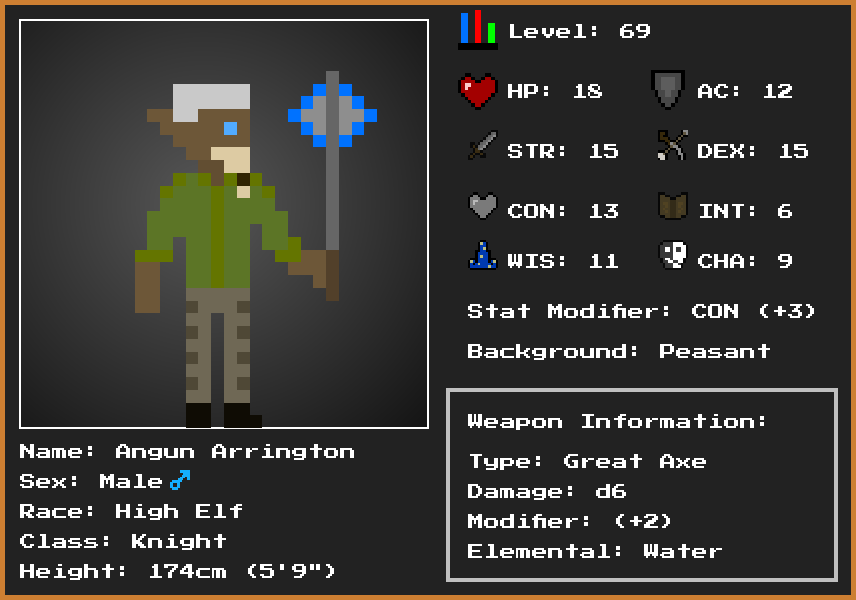 Level: 69
HP: 18 AC: 12
STR: 15 DEX: 15
CON: 13 INT: 6
WIS: 11 CHA: 9
Stat Modifier: CON (+3)
Background: Peasant
Weapon Information:
Type: Great Axe
Damage: d6
Modifier: (+2)
Elemental: Water
Name: Angun Arrington
Sex: Male ♂
Race: High Elf
Class: Knight
Height: 174cm (5'9")